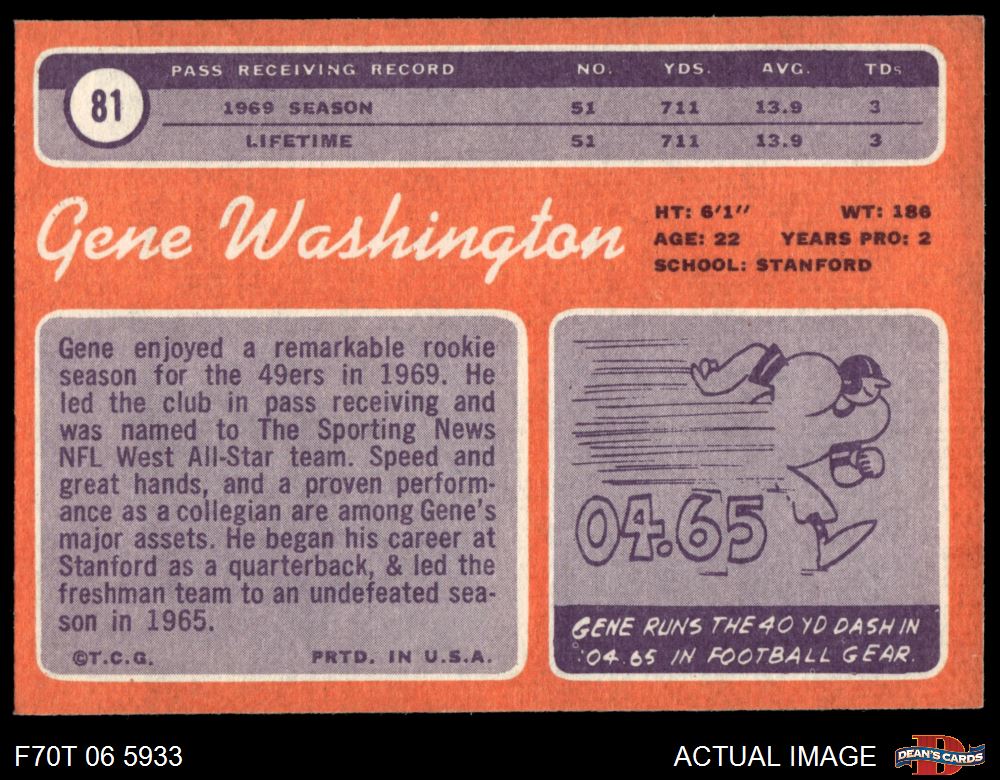 81
PASS RECEIVING RECORD NO. YDS. AVG. TDs
1969 SEASON 51 711 13.9 3
LIFETIME 51 711 13.9 3
Gene Washington
HT: 6'1" WT: 186
AGE: 22 YEARS PRO: 2
SCHOOL: STANFORD
Gene enjoyed a remarkable rookie
season for the 49ers in 1969. He
led the club in pass receiving and
was named to The Sporting News
NFL West All-Star team. Speed and
great hands, and a proven perform-
ance as a collegian are among Gene's
major assets. He began his career at
Stanford as a quarterback, & led the
freshman team to an undefeated sea-
son in 1965.
©T.C.G. PRTD. IN U.S.A.
04.65
GENE RUNS THE 40 YD DASH IN
:04.65 IN FOOTBALL GEAR.
F70T 06 5933
ACTUAL IMAGE
D
DEAN'S CARDS